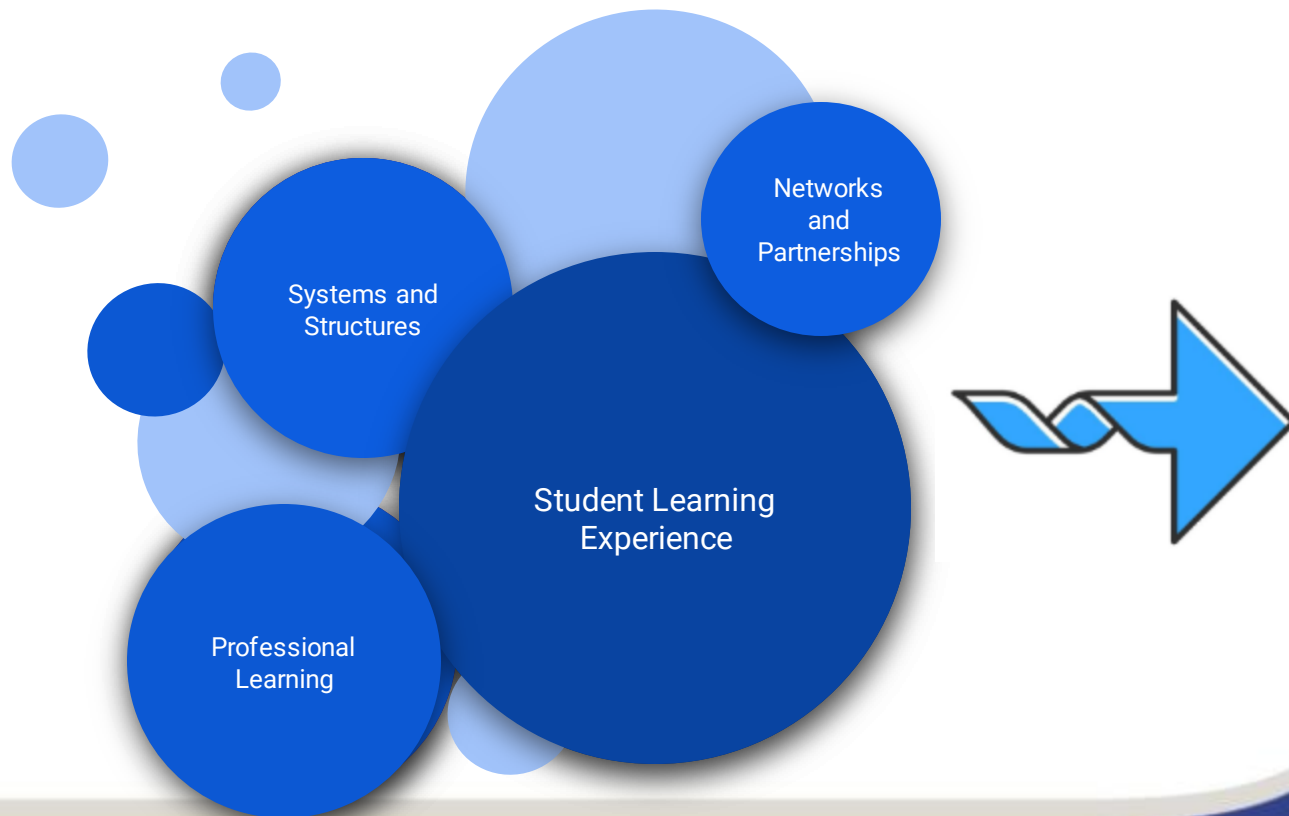 Networks
and
Partnerships
Systems and
Structures
Student Learning
Experience
Professional
Learning